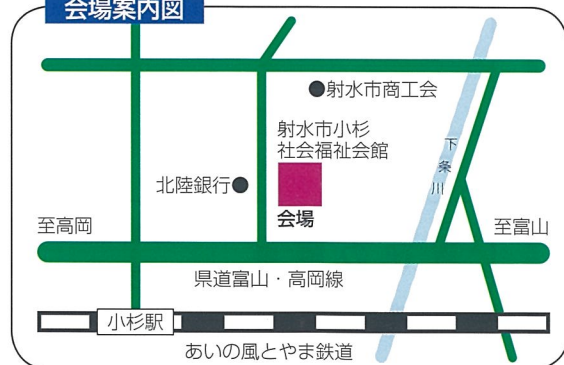 会場案内図
射水市商工会
射水市小杉
社会福祉会館
北陸銀行
会場
下条川
至高岡
至富山
県道富山・高岡線
小杉駅
あいの風とやま鉄道